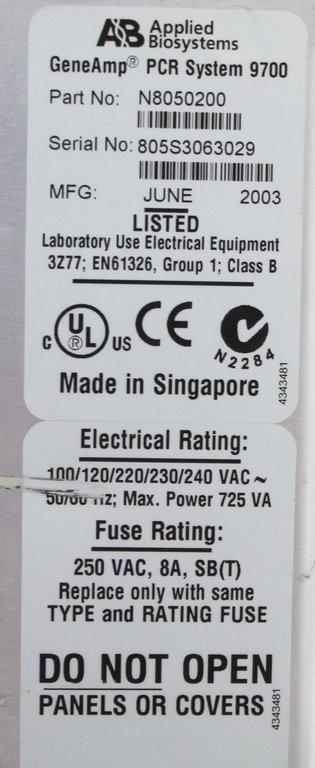 AB Applied
Biosystems
GeneAmp® PCR System 9700
Part No: N8050200
Serial No: 805S3063029
MFG: JUNE 2003
LISTED
Laboratory Use Electrical Equipment
3Z77; EN61326, Group 1; Class B
c UL ® US CE N2284
Made in Singapore
4343481
Electrical Rating:
100/120/220/230/240 VAC ~
50/60 Hz; Max. Power 725 VA
Fuse Rating:
250 VAC, 8A, SB(T)
Replace only with same
TYPE and RATING FUSE
DO NOT OPEN
PANELS OR COVERS
4343481